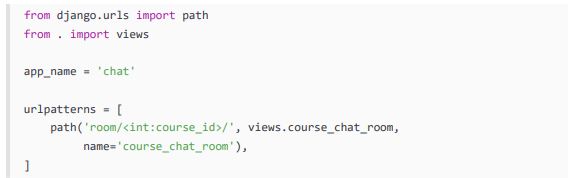 from django.urls import path
from . import views

app_name = 'chat'

urlpatterns = [
    path('room/<int:course_id>/', views.course_chat_room,
         name='course_chat_room'),
]